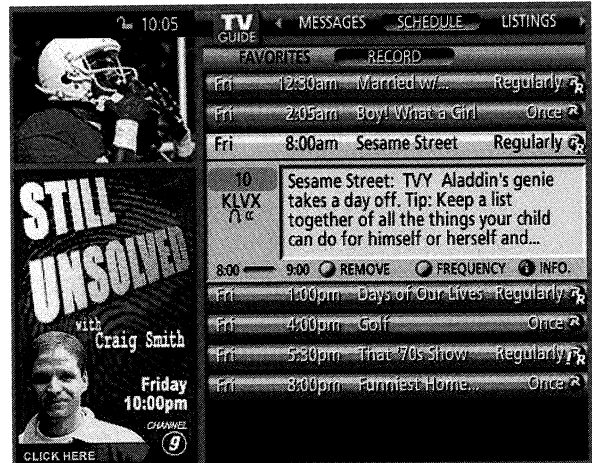 10:05
TV GUIDE
MESSAGES SCHEDULE LISTINGS
FAVORITES RECORD
Fri 12:30am Married w/... Regularly R
Fri 2:05am Boy! What a Girl Once R
Fri 8:00am Sesame Street Regularly R
10
KLVX
CC
Sesame Street: TVY Aladdin's genie
takes a day off. Tip: Keep a list
together of all the things your child
can do for himself or herself and...
8:00 9:00 REMOVE FREQUENCY i INFO.
Fri 1:00pm Days of Our Lives Regularly R
Fri 4:00pm Golf Once R
Fri 5:30pm That '70s Show Regularly R
Fri 8:00pm Funniest Home... Once R
STILL
UNSOLVED
with
Craig Smith
Friday
10:00pm
CHANNEL
9
CLICK HERE